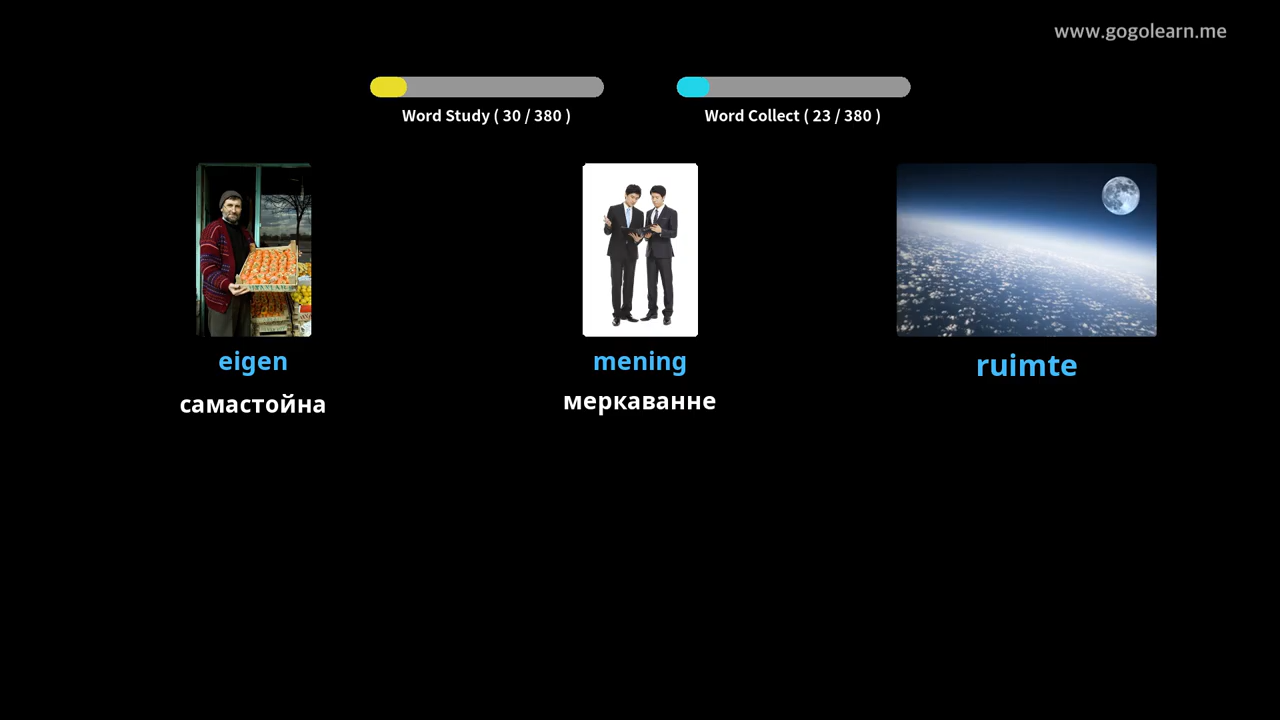 www.gogolearn.me
Word Study ( 30 / 380 )
Word Collect ( 23 / 380 )
eigen
самастойна
mening
меркаванне
ruimte